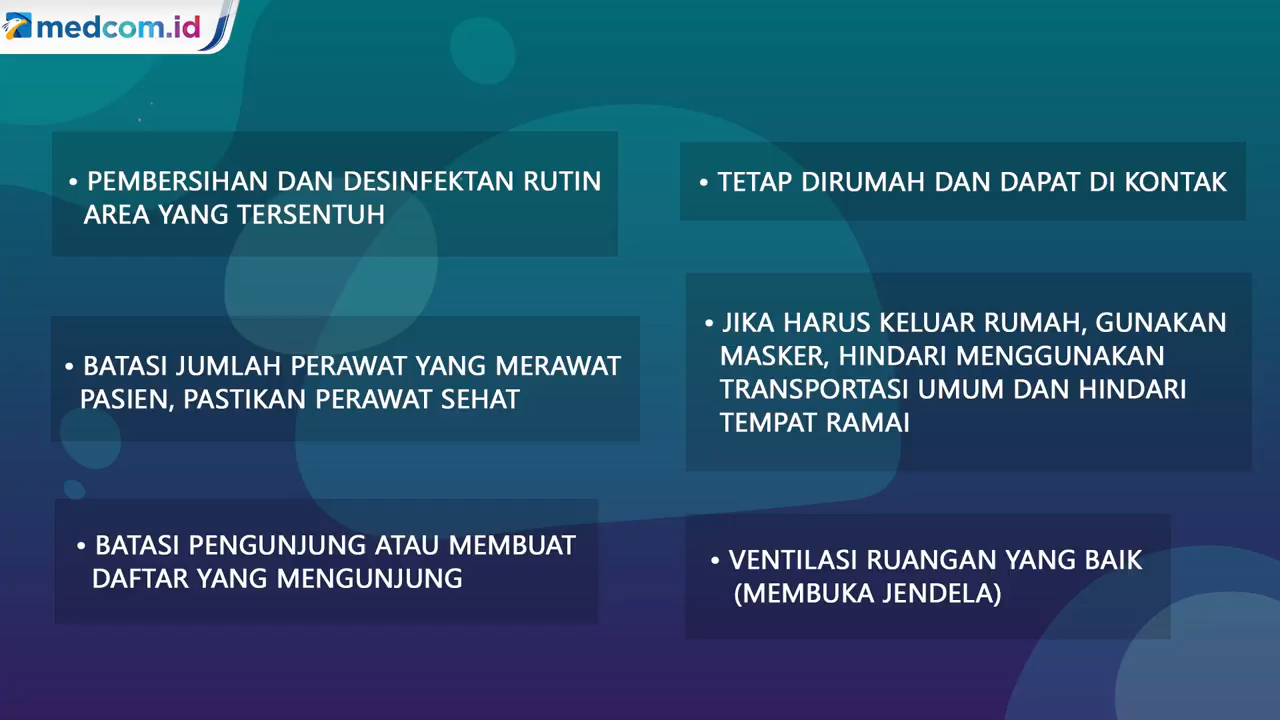 medcom.id
• PEMBERSIHAN DAN DESINFEKTAN RUTIN
AREA YANG TERSENTUH
• BATASI JUMLAH PERAWAT YANG MERAWAT
PASIEN, PASTIKAN PERAWAT SEHAT
• BATASI PENGUNJUNG ATAU MEMBUAT
DAFTAR YANG MENGUNJUNG
• TETAP DIRUMAH DAN DAPAT DI KONTAK
• JIKA HARUS KELUAR RUMAH, GUNAKAN
MASKER, HINDARI MENGGUNAKAN
TRANSPORTASI UMUM DAN HINDARI
TEMPAT RAMAI
• VENTILASI RUANGAN YANG BAIK
(MEMBUKA JENDELA)